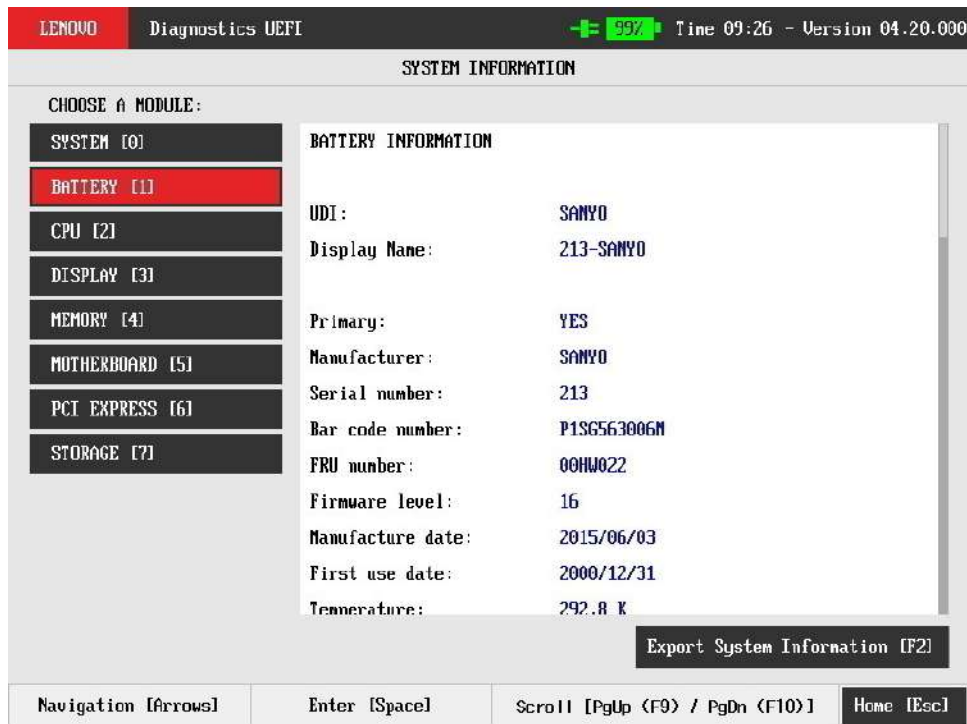 LENOVO Diagnostics UEFI 99% Time 09:26 - Version 04.20.000
SYSTEM INFORMATION
CHOOSE A MODULE:
SYSTEM [0]
BATTERY [1]
CPU [2]
DISPLAY [3]
MEMORY [4]
MOTHERBOARD [5]
PCI EXPRESS [6]
STORAGE [7]
BATTERY INFORMATION
UDI: SANYO
Display Name: 213-SANYO
Primary: YES
Manufacturer: SANYO
Serial number: 213
Bar code number: P1SG563006M
FRU number: 00HW022
Firmware level: 16
Manufacture date: 2015/06/03
First use date: 2000/12/31
Temperature: 292.8 K
Export System Information [F2]
Navigation [Arrows] Enter [Space] Scroll [PgUp (F9) / PgDn (F10)] Home [Esc]